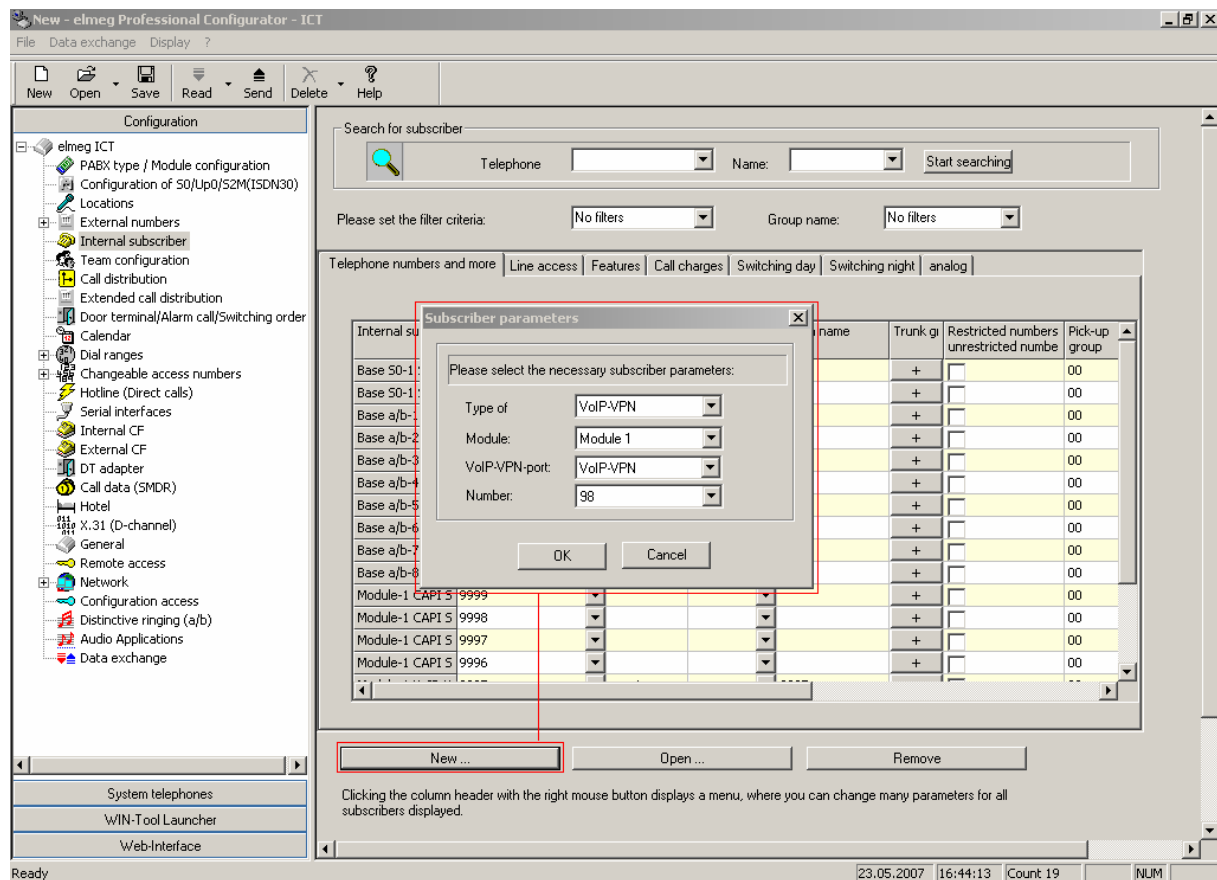 New - elmeg Professional Configurator - ICT
File Data exchange Display ?
New Open Save Read Send Delete Help
Configuration
elmeg ICT
PABX type / Module configuration
Configuration of S0/Up0/S2M(ISDN30)
Locations
External numbers
Internal subscriber
Team configuration
Call distribution
Extended call distribution
Door terminal/Alarm call/Switching order
Calendar
Dial ranges
Changeable access numbers
Hotline (Direct calls)
Serial interfaces
Internal CF
External CF
DT adapter
Call data (SMDR)
Hotel
X.31 (D-channel)
General
Remote access
Network
Configuration access
Distinctive ringing (a/b)
Audio Applications
Data exchange
System telephones
WIN-Tool Launcher
Web-Interface
Search for subscriber
Telephone Name: Start searching
Please set the filter criteria: No filters Group name: No filters
Telephone numbers and more Line access Features Call charges Switching day Switching night analog
Internal su name Trunk g Restricted numbers Pick-up
unrestricted numbe group
Base S0-1 + 00
Base S0-1 + 00
Base a/b-1 + 00
Base a/b-2 + 00
Base a/b-3 + 00
Base a/b-4 + 00
Base a/b-5 + 00
Base a/b-6 + 00
Base a/b-7 + 00
Base a/b-8 + 00
Module-1 CAPI S 9999 + 00
Module-1 CAPI S 9998 + 00
Module-1 CAPI S 9997 + 00
Module-1 CAPI S 9996 + 00
Subscriber parameters
Please select the necessary subscriber parameters:
Type of VoIP-VPN
Module: Module 1
VoIP-VPN-port: VoIP-VPN
Number: 98
OK Cancel
New ... Open ... Remove
Clicking the column header with the right mouse button displays a menu, where you can change many parameters for all
subscribers displayed.
Ready 23.05.2007 16:44:13 Count 19 NUM